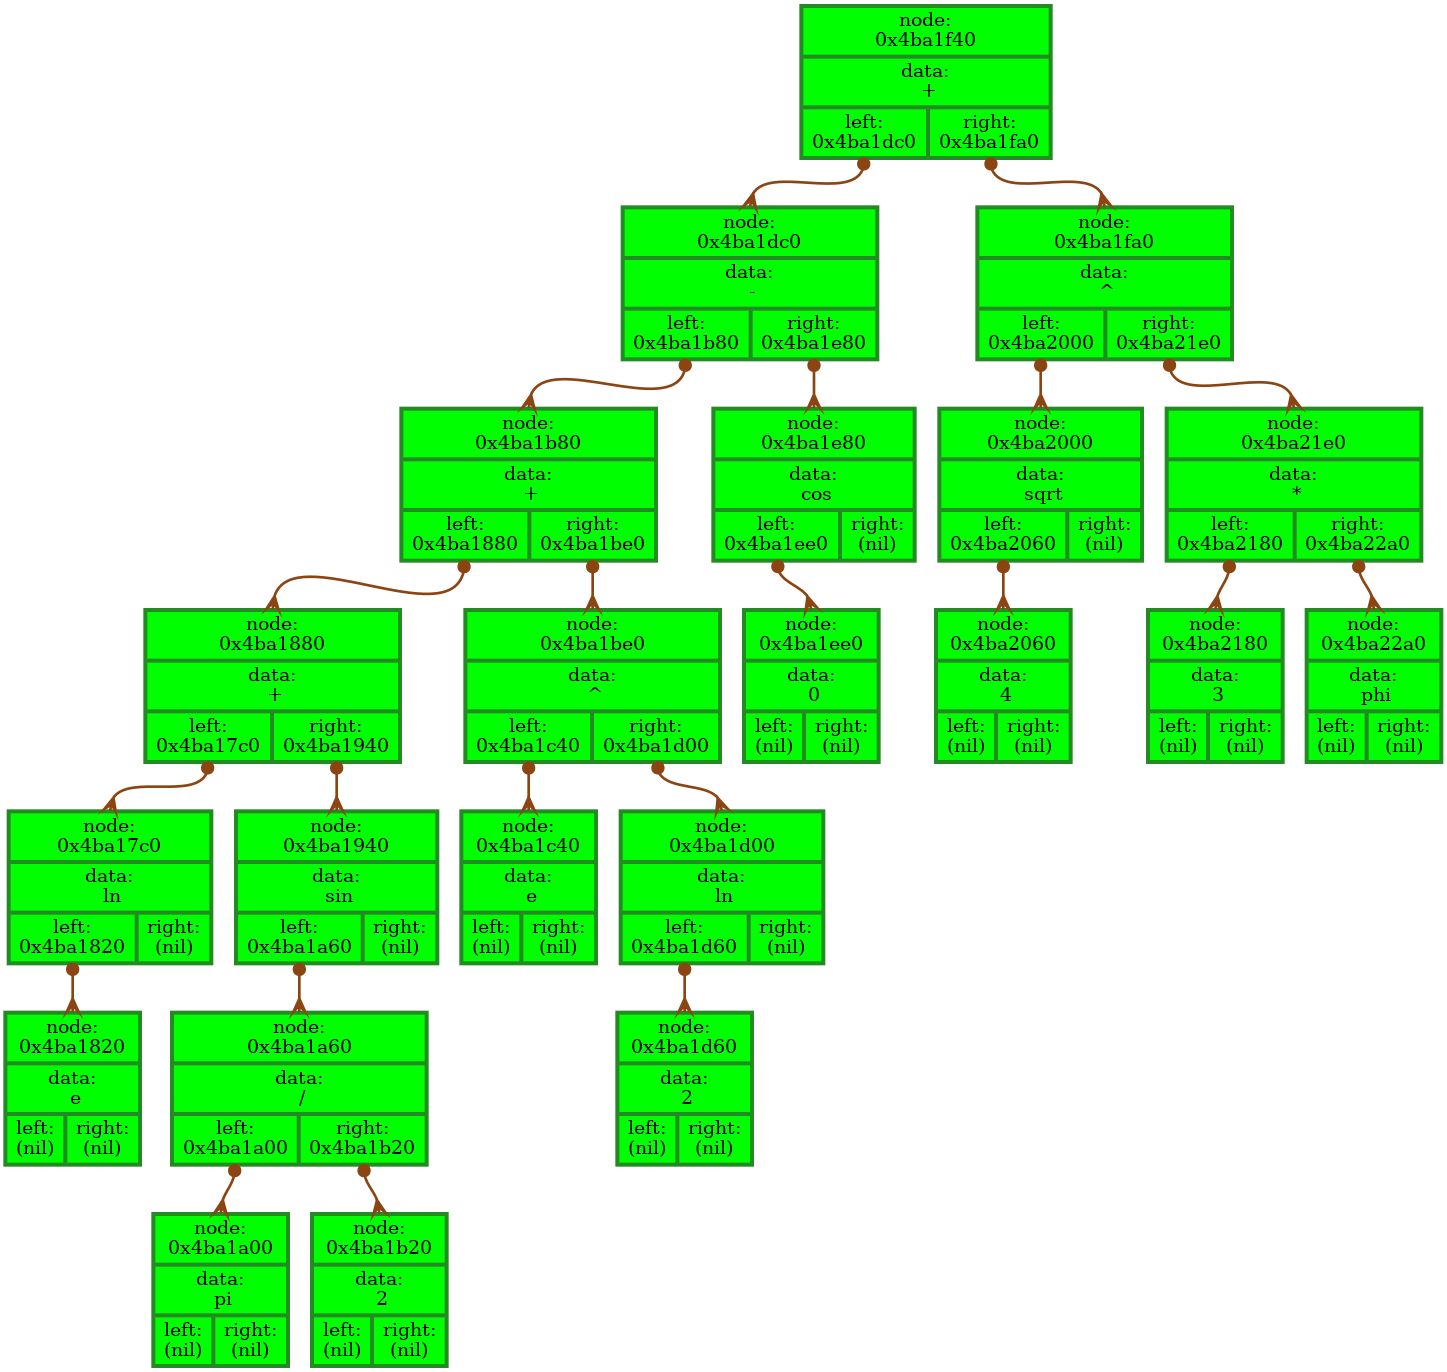 node:
0x4ba1f40
data:
+
left:
0x4ba1dc0
right:
0x4ba1fa0
node:
0x4ba1dc0
data:
-
left:
0x4ba1b80
right:
0x4ba1e80
node:
0x4ba1fa0
data:
^
left:
0x4ba2000
right:
0x4ba21e0
node:
0x4ba1b80
data:
+
left:
0x4ba1880
right:
0x4ba1be0
node:
0x4ba1e80
data:
cos
left:
0x4ba1ee0
right:
(nil)
node:
0x4ba2000
data:
sqrt
left:
0x4ba2060
right:
(nil)
node:
0x4ba21e0
data:
*
left:
0x4ba2180
right:
0x4ba22a0
node:
0x4ba1880
data:
+
left:
0x4ba17c0
right:
0x4ba1940
node:
0x4ba1be0
data:
^
left:
0x4ba1c40
right:
0x4ba1d00
node:
0x4ba1ee0
data:
0
left:
(nil)
right:
(nil)
node:
0x4ba2060
data:
4
left:
(nil)
right:
(nil)
node:
0x4ba2180
data:
3
left:
(nil)
right:
(nil)
node:
0x4ba22a0
data:
phi
left:
(nil)
right:
(nil)
node:
0x4ba17c0
data:
ln
left:
0x4ba1820
right:
(nil)
node:
0x4ba1940
data:
sin
left:
0x4ba1a60
right:
(nil)
node:
0x4ba1c40
data:
e
left:
(nil)
right:
(nil)
node:
0x4ba1d00
data:
ln
left:
0x4ba1d60
right:
(nil)
node:
0x4ba1820
data:
e
left:
(nil)
right:
(nil)
node:
0x4ba1a60
data:
/
left:
0x4ba1a00
right:
0x4ba1b20
node:
0x4ba1d60
data:
2
left:
(nil)
right:
(nil)
node:
0x4ba1a00
data:
pi
left:
(nil)
right:
(nil)
node:
0x4ba1b20
data:
2
left:
(nil)
right:
(nil)